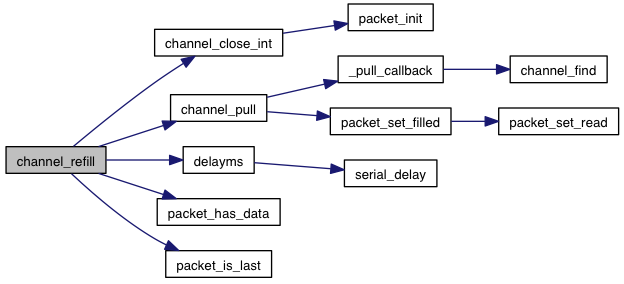 packet_init
channel_close_int
_pull_callback
channel_find
channel_pull
packet_set_filled
packet_set_read
channel_refill
delayms
serial_delay
packet_has_data
packet_is_last